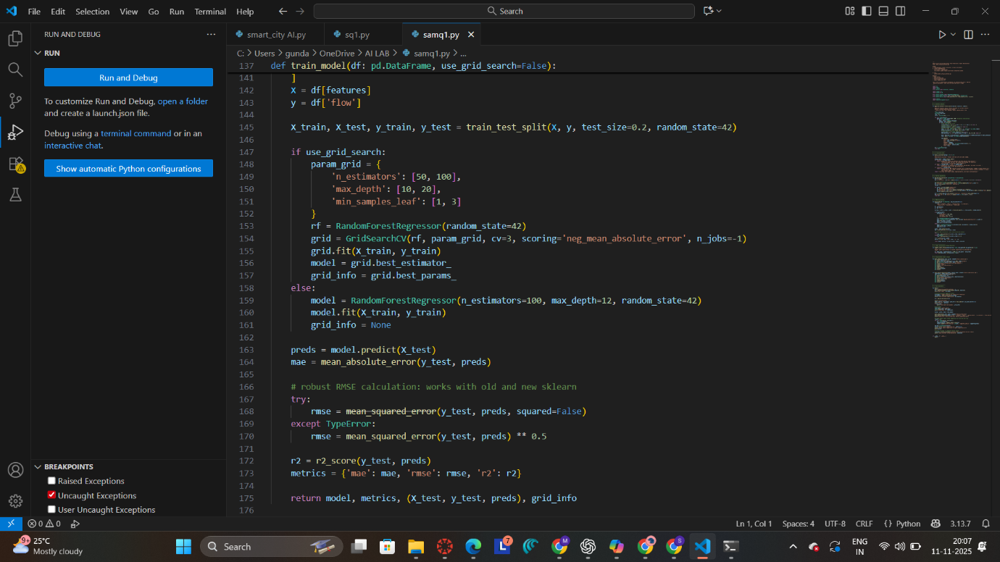 File Edit Selection View Go Run Terminal Help
Search
RUN AND DEBUG
smart_city AI.py
sq1.py
samq1.py
RUN
C: > Users > gunda > OneDrive > AI LAB > samq1.py > ...
Run and Debug
To customize Run and Debug, open a folder
and create a launch.json file.
Debug using a terminal command or in an
interactive chat.
Show automatic Python configurations
137 def train_model(df: pd.DataFrame, use_grid_search=False):
141 ]
142 X = df[features]
143 y = df['flow']
144
145 X_train, X_test, y_train, y_test = train_test_split(X, y, test_size=0.2, random_state=42)
146
147 if use_grid_search:
148 param_grid = {
149 'n_estimators': [50, 100],
150 'max_depth': [10, 20],
151 'min_samples_leaf': [1, 3]
152 }
153 rf = RandomForestRegressor(random_state=42)
154 grid = GridSearchCV(rf, param_grid, cv=3, scoring='neg_mean_absolute_error', n_jobs=-1)
155 grid.fit(X_train, y_train)
156 model = grid.best_estimator_
157 grid_info = grid.best_params_
158 else:
159 model = RandomForestRegressor(n_estimators=100, max_depth=12, random_state=42)
160 model.fit(X_train, y_train)
161 grid_info = None
162
163 preds = model.predict(X_test)
164 mae = mean_absolute_error(y_test, preds)
165
166 # robust RMSE calculation: works with old and new sklearn
167 try:
168 rmse = mean_squared_error(y_test, preds, squared=False)
169 except TypeError:
170 rmse = mean_squared_error(y_test, preds) ** 0.5
171
172 r2 = r2_score(y_test, preds)
173 metrics = {'mae': mae, 'rmse': rmse, 'r2': r2}
174
175 return model, metrics, (X_test, y_test, preds), grid_info
176
BREAKPOINTS
Raised Exceptions
Uncaught Exceptions
User Uncaught Exceptions
0 0
Ln 1, Col 1 Spaces: 4 UTF-8 CRLF {} Python 3.13.7
9+
25°C
Mostly cloudy
Search
7
M
S
ENG
IN
20:07
11-11-2025